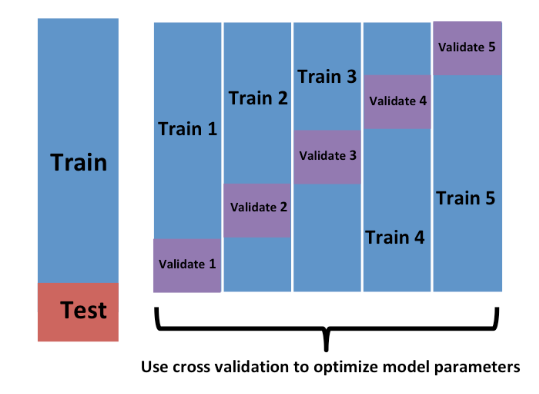 Train
Test
Train 1
Validate 1
Train 2
Validate 2
Train 3
Validate 3
Validate 4
Train 4
Validate 5
Train 5
Use cross validation to optimize model parameters